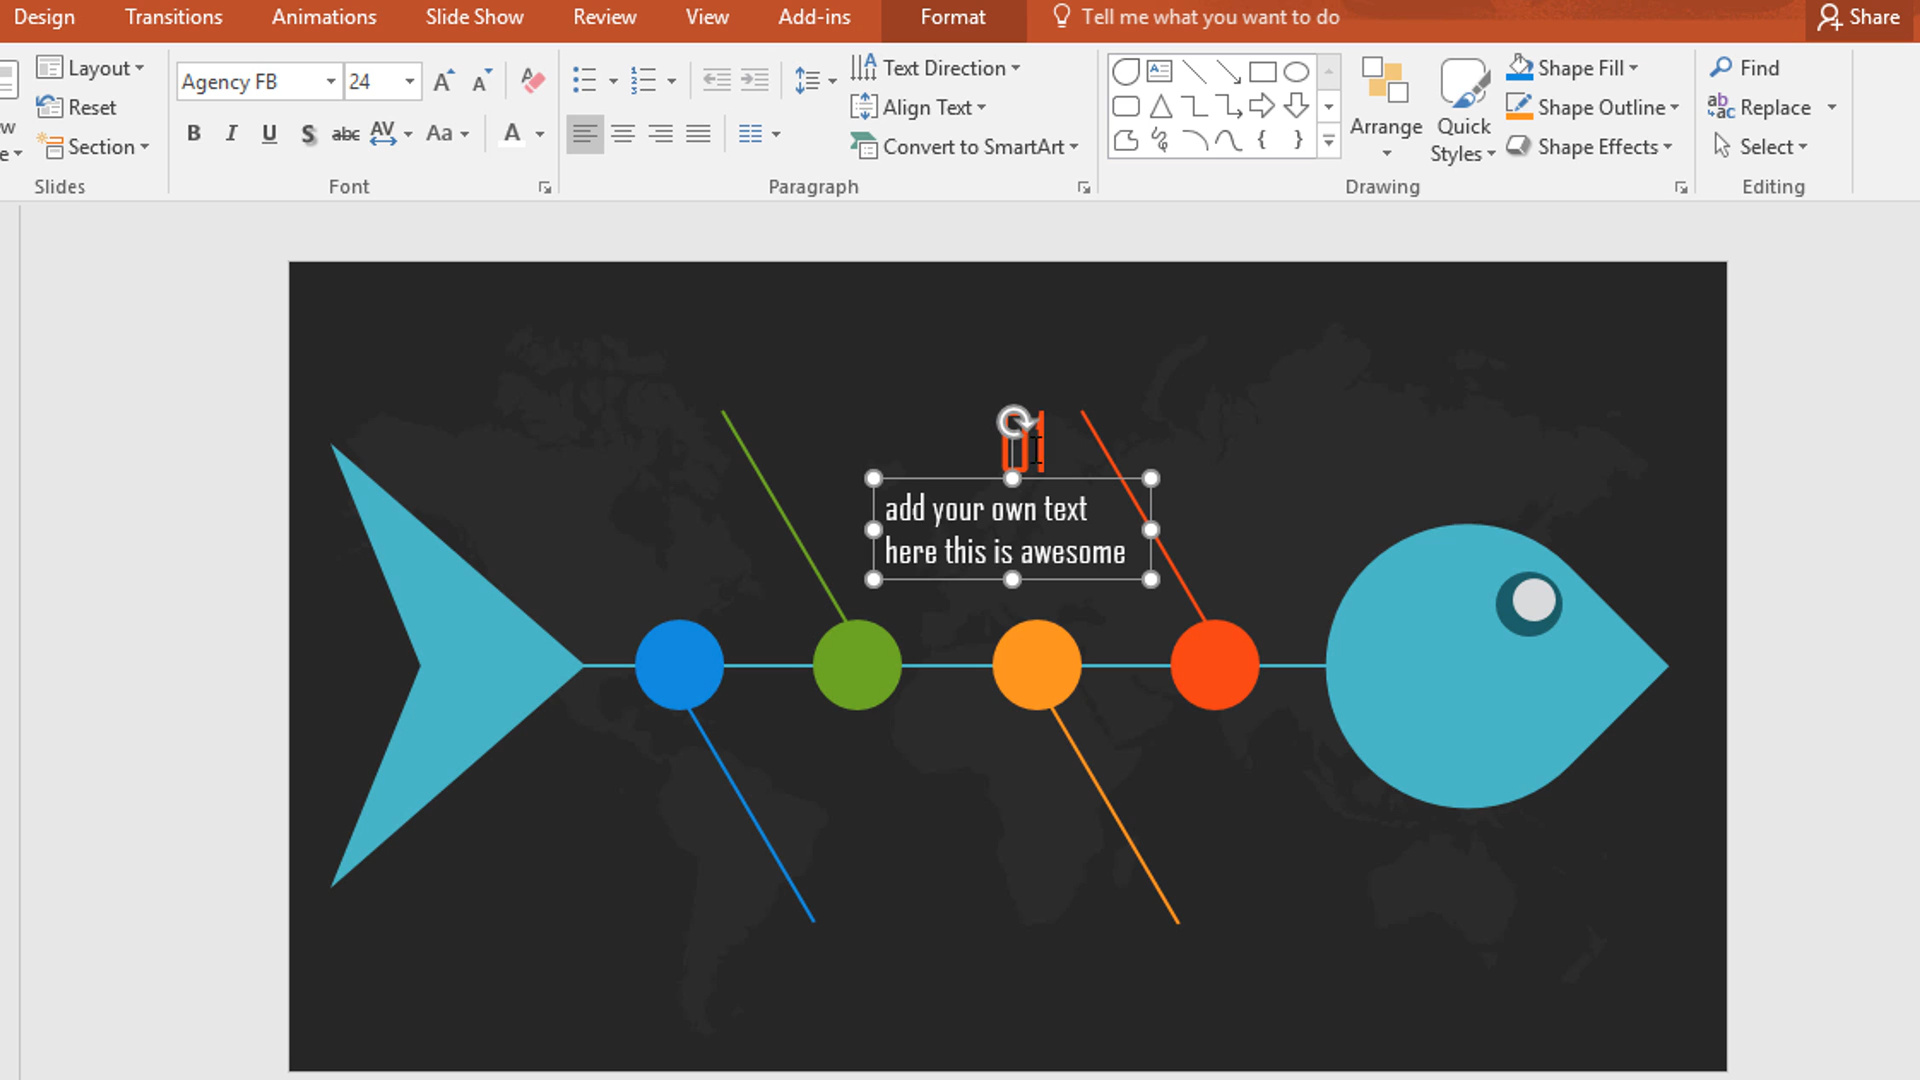 Design Transitions Animations Slide Show Review View Add-ins Format Tell me what you want to do Share
Layout
Reset
Section
Slides
Agency FB 24
B I U S abc AV Aa A
Font
Text Direction
Align Text
Convert to SmartArt
Paragraph
Arrange
Quick
Styles
Shape Fill
Shape Outline
Shape Effects
Drawing
Find
Replace
Select
Editing
01
add your own text
here this is awesome